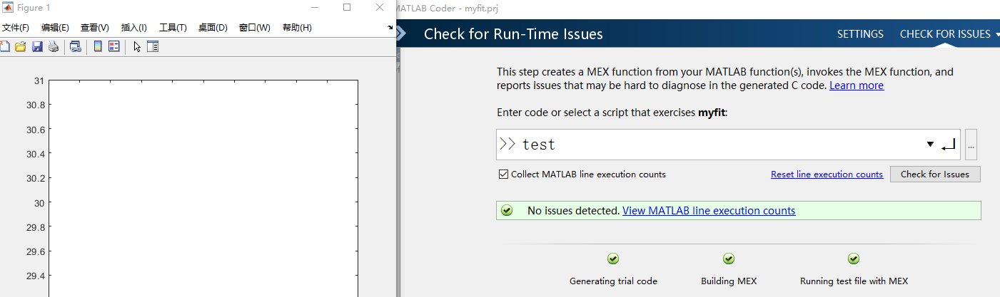 Figure 1
文件(F) 编辑(E) 查看(V) 插入(I) 工具(T) 桌面(D) 窗口(W) 帮助(H)
31
30.8
30.6
30.4
30.2
30
29.8
29.6
29.4
MATLAB Coder - myfit.prj
Check for Run-Time Issues
SETTINGS CHECK FOR ISSUES
This step creates a MEX function from your MATLAB function(s), invokes the MEX function, and
reports issues that may be hard to diagnose in the generated C code. Learn more
Enter code or select a script that exercises myfit:
>> test
...
Collect MATLAB line execution counts
Reset line execution counts
Check for Issues
No issues detected. View MATLAB line execution counts
Generating trial code
Building MEX
Running test file with MEX